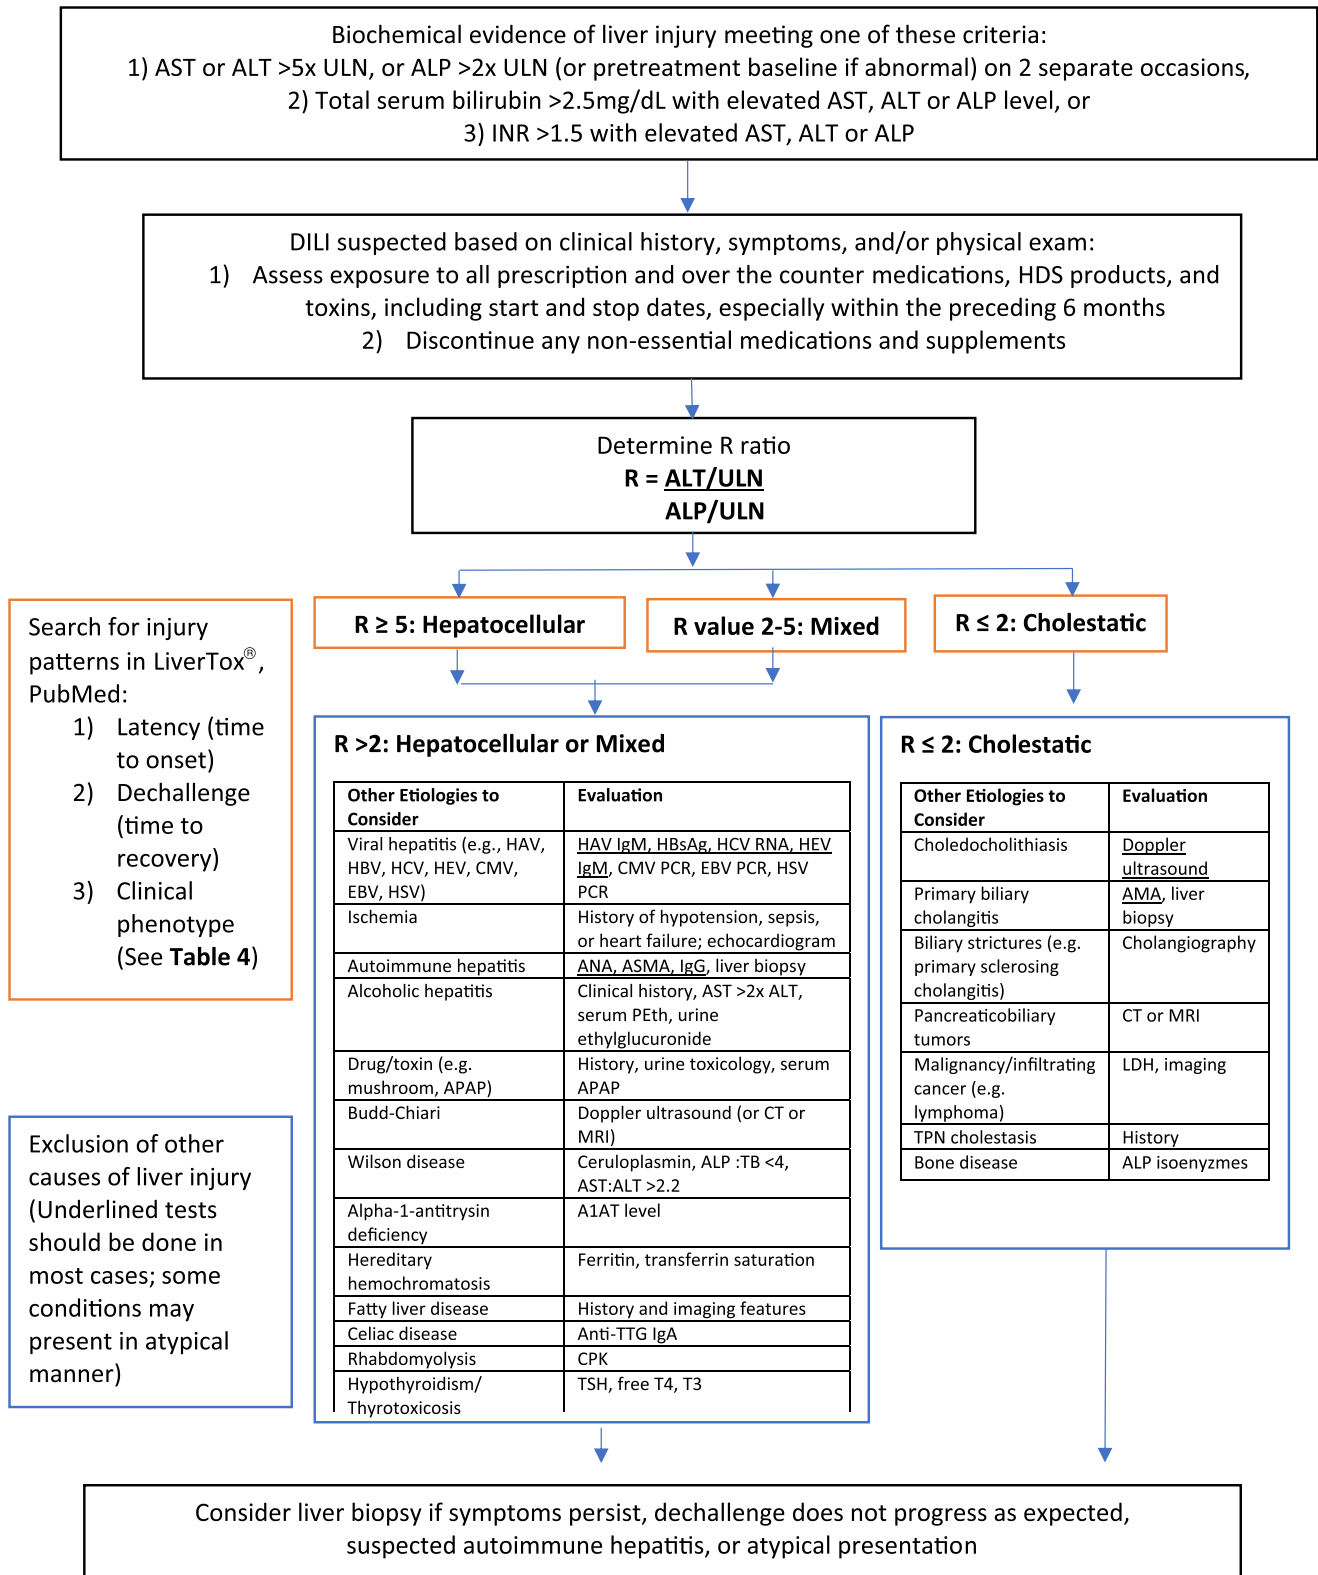 Biochemical evidence of liver injury meeting one of these criteria:
1) AST or ALT >5x ULN, or ALP >2x ULN (or pretreatment baseline if abnormal) on 2 separate occasions,
2) Total serum bilirubin >2.5mg/dL with elevated AST, ALT or ALP level, or
3) INR >1.5 with elevated AST, ALT or ALP
DILI suspected based on clinical history, symptoms, and/or physical exam:
1) Assess exposure to all prescription and over the counter medications, HDS products, and
toxins, including start and stop dates, especially within the preceding 6 months
2) Discontinue any non-essential medications and supplements
Determine R ratio
R = ALT/ULN
ALP/ULN
R ≥ 5: Hepatocellular
R value 2-5: Mixed
R ≤ 2: Cholestatic
Search for injury
patterns in LiverTox®,
PubMed:
1) Latency (time
to onset)
2) Dechallenge
(time to
recovery)
3) Clinical
phenotype
(See Table 4)
Exclusion of other
causes of liver injury
(Underlined tests
should be done in
most cases; some
conditions may
present in atypical
manner)
R >2: Hepatocellular or Mixed
Other Etiologies to
Consider
Evaluation
Viral hepatitis (e.g., HAV,
HBV, HCV, HEV, CMV,
EBV, HSV)
HAV IgM, HBsAg, HCV RNA, HEV
IgM, CMV PCR, EBV PCR, HSV
PCR
Ischemia
History of hypotension, sepsis,
or heart failure; echocardiogram
Autoimmune hepatitis
ANA, ASMA, IgG, liver biopsy
Alcoholic hepatitis
Clinical history, AST >2x ALT,
serum PEth, urine
ethylglucuronide
Drug/toxin (e.g.
mushroom, APAP)
History, urine toxicology, serum
APAP
Budd-Chiari
Doppler ultrasound (or CT or
MRI)
Wilson disease
Ceruloplasmin, ALP :TB <4,
AST:ALT >2.2
Alpha-1-antitrysin
deficiency
A1AT level
Hereditary
hemochromatosis
Ferritin, transferrin saturation
Fatty liver disease
History and imaging features
Celiac disease
Anti-TTG IgA
Rhabdomyolysis
CPK
Hypothyroidism/
Thyrotoxicosis
TSH, free T4, T3
R ≤ 2: Cholestatic
Other Etiologies to
Consider
Evaluation
Choledocholithiasis
Doppler
ultrasound
Primary biliary
cholangitis
AMA, liver
biopsy
Biliary strictures (e.g.
primary sclerosing
cholangitis)
Cholangiography
Pancreaticobiliary
tumors
CT or MRI
Malignancy/infiltrating
cancer (e.g.
lymphoma)
LDH, imaging
TPN cholestasis
History
Bone disease
ALP isoenyzmes
Consider liver biopsy if symptoms persist, dechallenge does not progress as expected,
suspected autoimmune hepatitis, or atypical presentation